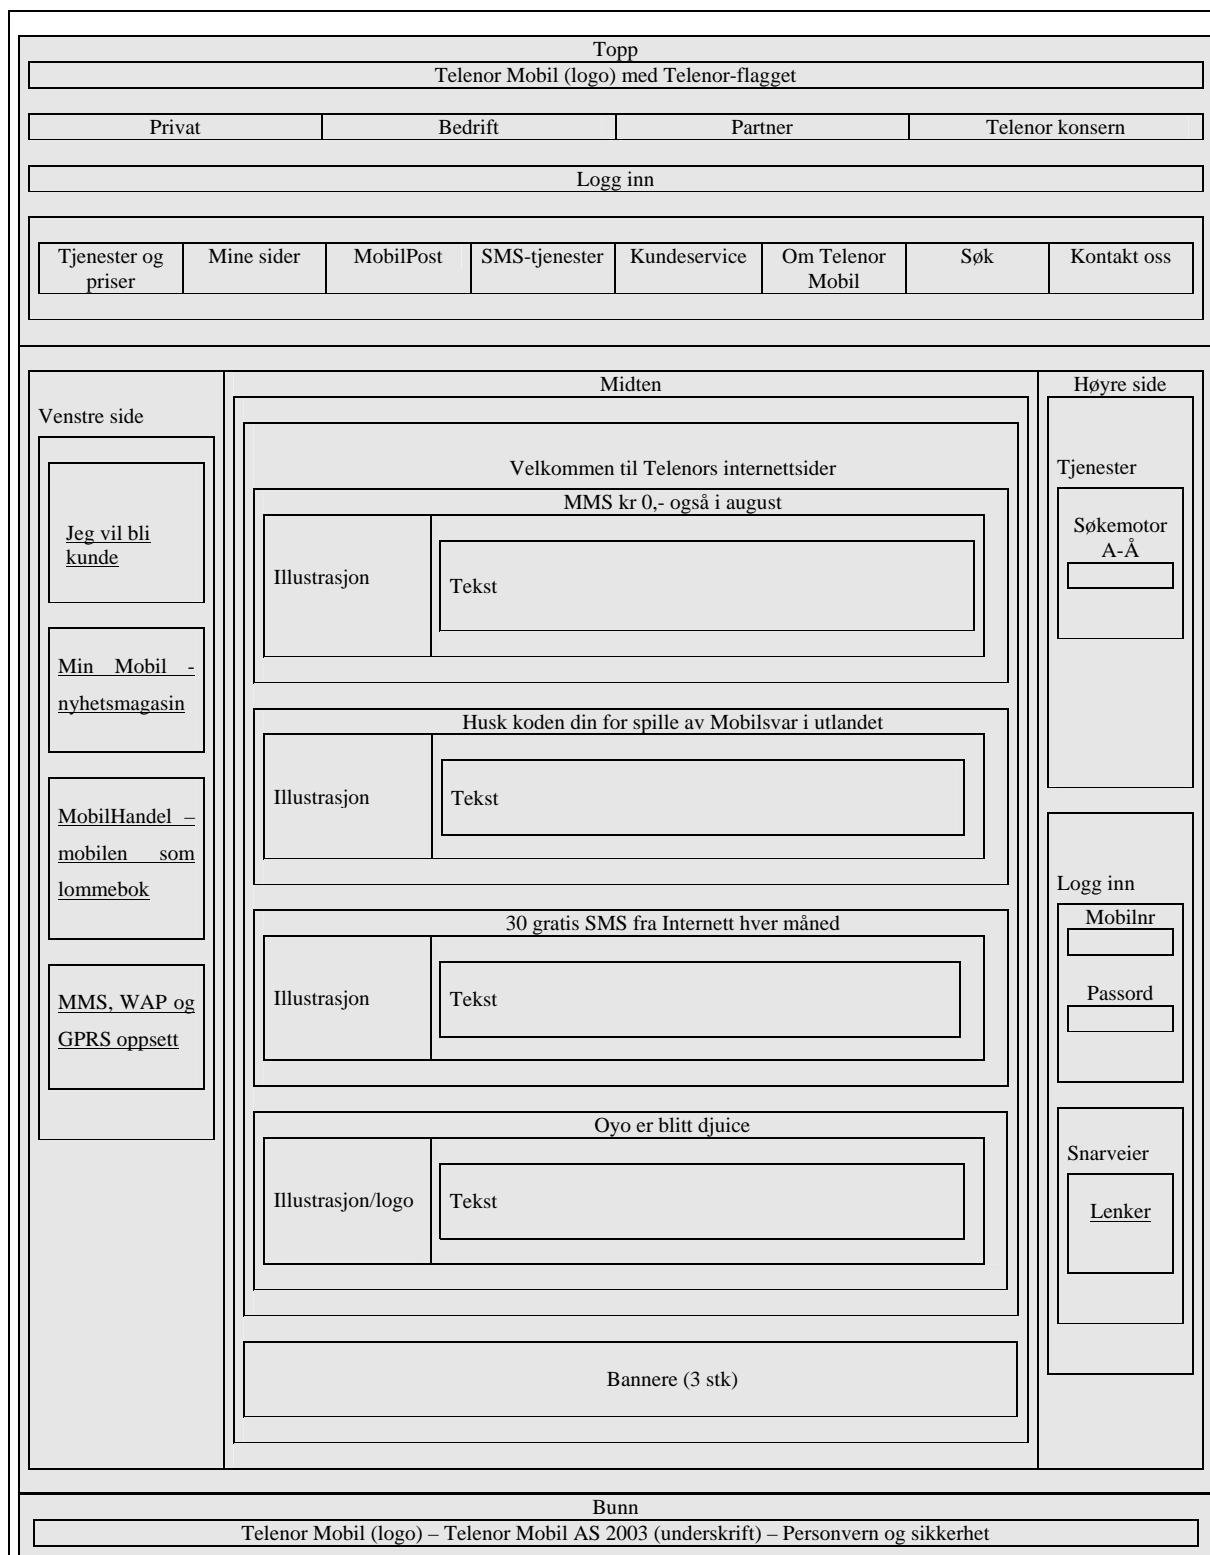 Topp
Telenor Mobil (logo) med Telenor-flagget
Privat
Bedrift
Partner
Telenor konsern
Logg inn
Tjenester og
priser
Mine sider
MobilPost
SMS-tjenester
Kundeservice
Om Telenor
Mobil
Søk
Kontakt oss
Venstre side
Jeg vil bli
kunde
Min Mobil -
nyhetsmagasin
MobilHandel –
mobilen som
lommebok
MMS, WAP og
GPRS oppsett
Midten
Velkommen til Telenors internettsider
MMS kr 0,- også i august
Illustrasjon
Tekst
Husk koden din for spille av Mobilsvar i utlandet
Illustrasjon
Tekst
30 gratis SMS fra Internett hver måned
Illustrasjon
Tekst
Oyo er blitt djuice
Illustrasjon/logo
Tekst
Bannere (3 stk)
Høyre side
Tjenester
Søkemotor
A-Å
Logg inn
Mobilnr
Passord
Snarveier
Lenker
Bunn
Telenor Mobil (logo) – Telenor Mobil AS 2003 (underskrift) – Personvern og sikkerhet